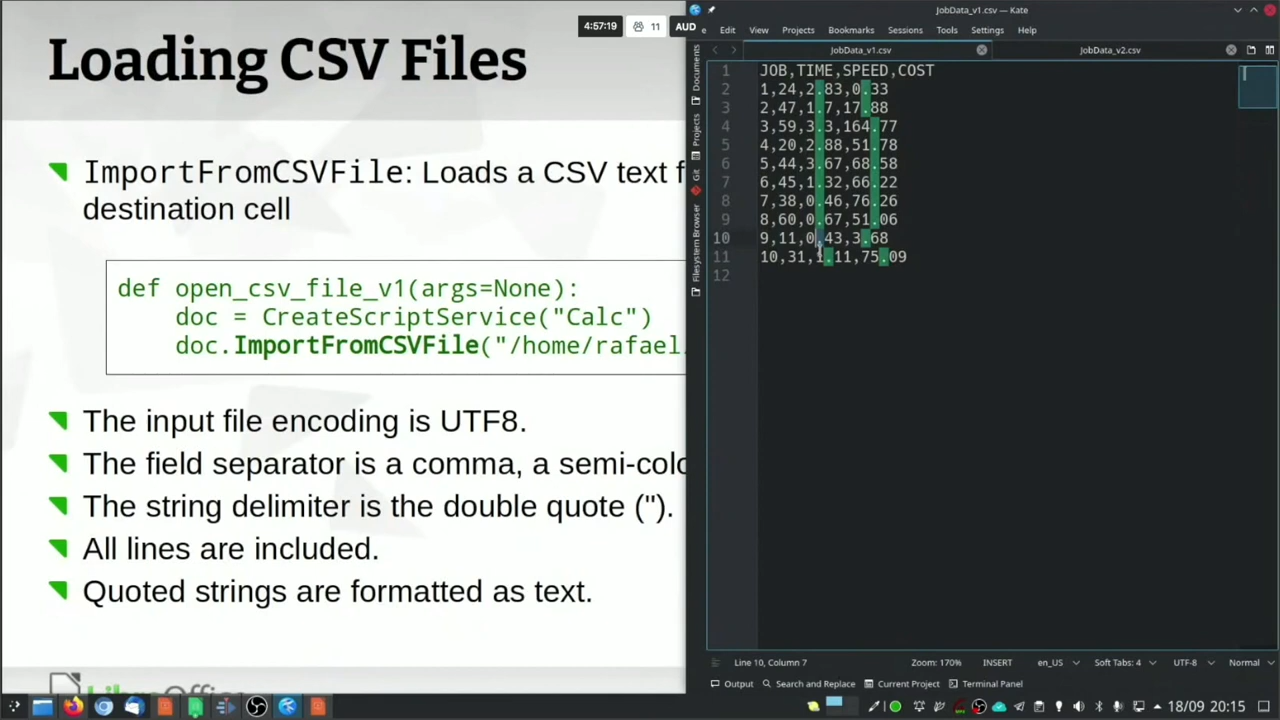 Loading CSV Files
ImportFromCSVFile: Loads a CSV text f
destination cell
def open_csv_file_v1(args=None):
doc = CreateScriptService("Calc")
doc.ImportFromCSVFile("/home/rafael
The input file encoding is UTF8.
The field separator is a comma, a semi-colo
The string delimiter is the double quote (").
All lines are included.
Quoted strings are formatted as text.
4:57:19
11
AUD
JobData_v1.csv — Kate
e Edit View Projects Bookmarks Sessions Tools Settings Help
JobData_v1.csv
JobData_v2.csv
Documents
Projects
Git
Filesystem Browser
1 JOB,TIME,SPEED,COST
2 1,24,2.83,0.33
3 2,47,1.7,17.88
4 3,59,3.3,164.77
5 4,20,2.88,51.78
6 5,44,3.67,68.58
7 6,45,1.32,66.22
8 7,38,0.46,76.26
9 8,60,0.67,51.06
10 9,11,0.43,3.68
11 10,31,1.11,75.09
12
Line 10, Column 7 Zoom: 170% INSERT en_US Soft Tabs: 4 UTF-8 Normal
Output Search and Replace Current Project Terminal Panel
18/09 20:15